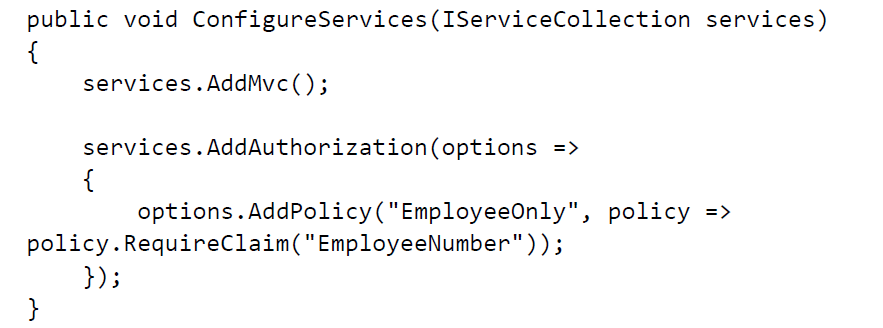 public void ConfigureServices(IServiceCollection services)
{
    services.AddMvc();

    services.AddAuthorization(options =>
    {
        options.AddPolicy("EmployeeOnly", policy =>
policy.RequireClaim("EmployeeNumber"));
    });
}